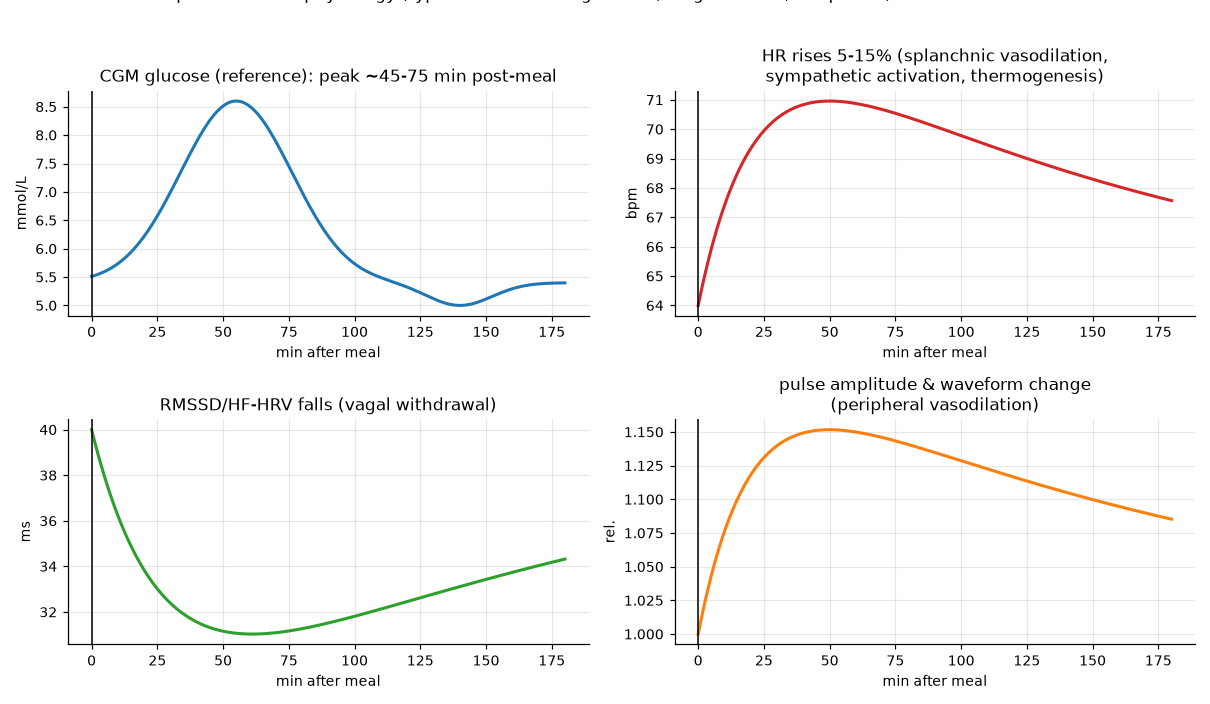 CGM glucose (reference): peak ~45-75 min post-meal
8.5
8.0
7.5
7.0
6.5
6.0
5.5
5.0
mmol/L
0 25 50 75 100 125 150 175
min after meal
HR rises 5-15% (splanchnic vasodilation,
sympathetic activation, thermogenesis)
71
70
69
68
67
66
65
64
bpm
0 25 50 75 100 125 150 175
min after meal
RMSSD/HF-HRV falls (vagal withdrawal)
40
38
36
34
32
ms
0 25 50 75 100 125 150 175
min after meal
pulse amplitude & waveform change
(peripheral vasodilation)
1.150
1.125
1.100
1.075
1.050
1.025
1.000
rel.
0 25 50 75 100 125 150 175
min after meal